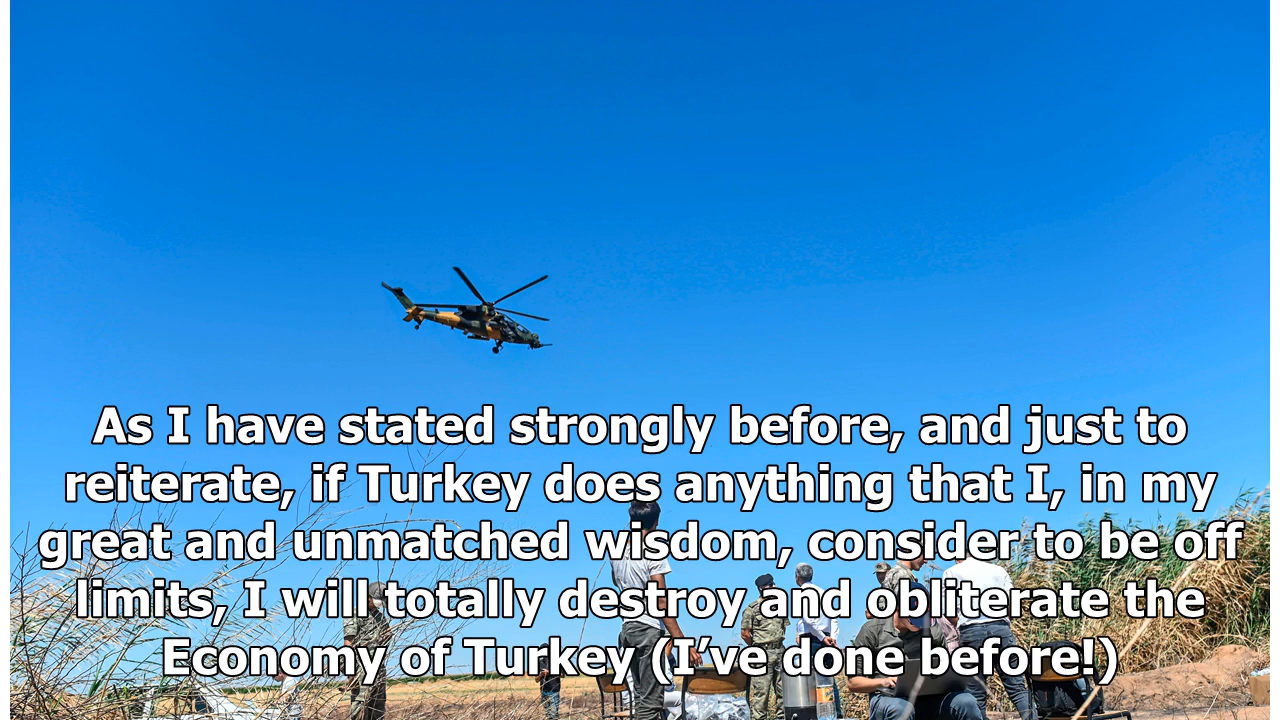 As I have stated strongly before, and just to
reiterate, if Turkey does anything that I, in my
great and unmatched wisdom, consider to be off
limits, I will totally destroy and obliterate the
Economy of Turkey (I’ve done before!)